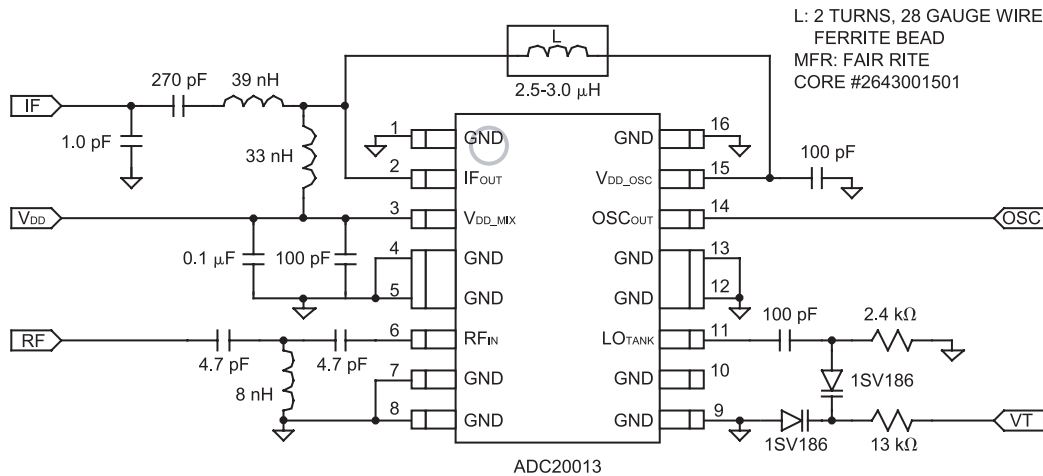 L: 2 TURNS, 28 GAUGE WIRE
FERRITE BEAD
MFR: FAIR RITE
CORE #2643001501
L
2.5-3.0 μH
270 pF
39 nH
IF
1.0 pF
33 nH
VDD
0.1 μF
100 pF
RF
4.7 pF
4.7 pF
8 nH
1
GND
2
IFOUT
3
VDD_MIX
4
GND
5
GND
6
RFIN
7
GND
8
GND
GND
16
VDD_OSC
15
100 pF
OSCOUT
14
OSC
GND
13
GND
12
LOTANK
11
100 pF
2.4 kΩ
GND
10
1SV186
GND
9
1SV186
13 kΩ
VT
ADC20013